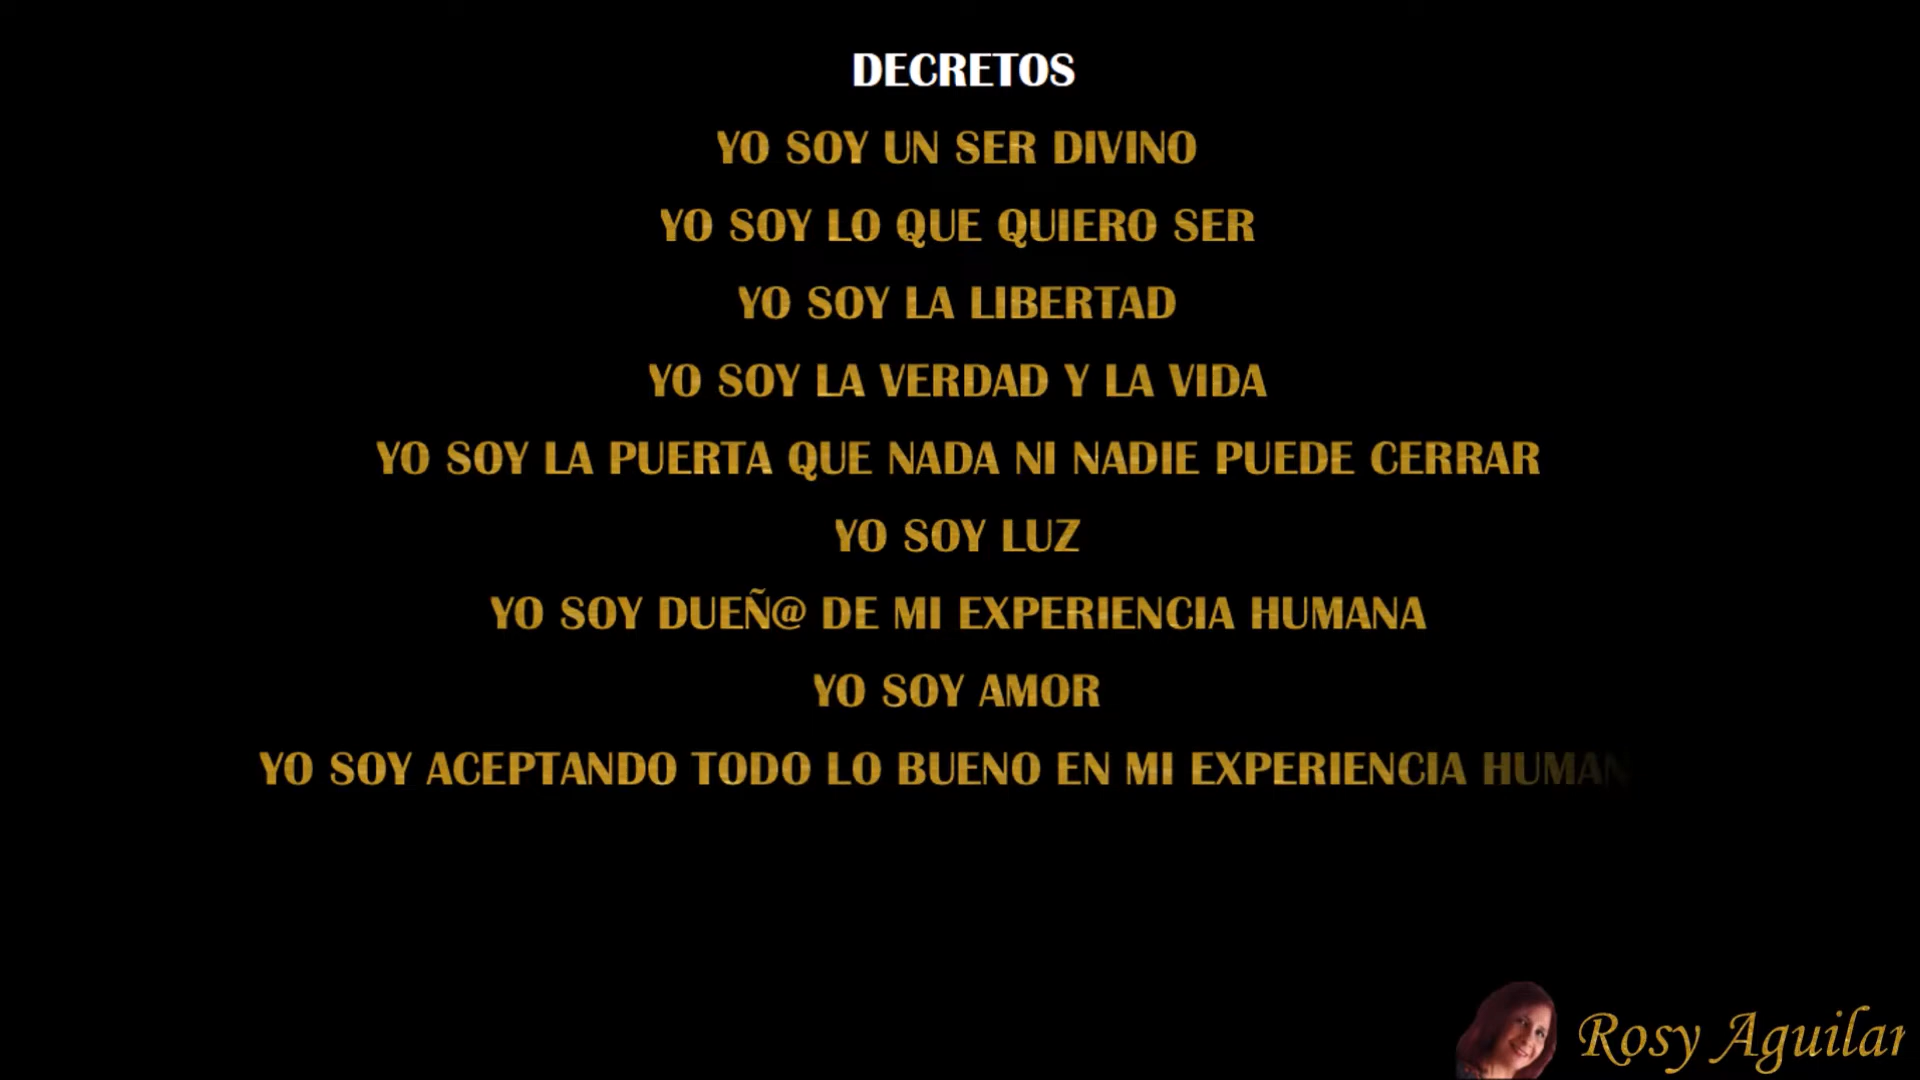 DECRETOS
YO SOY UN SER DIVINO
YO SOY LO QUE QUIERO SER
YO SOY LA LIBERTAD
YO SOY LA VERDAD Y LA VIDA
YO SOY LA PUERTA QUE NADA NI NADIE PUEDE CERRAR
YO SOY LUZ
YO SOY DUEÑ@ DE MI EXPERIENCIA HUMANA
YO SOY AMOR
YO SOY ACEPTANDO TODO LO BUENO EN MI EXPERIENCIA HUMAN
Rosy Aguilar